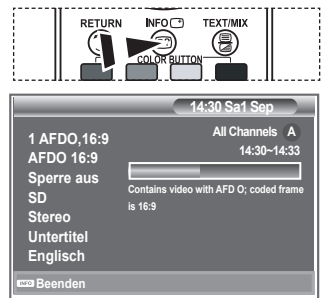 RETURN INFO TEXT/MIX
COLOR BUTTON
14:30 Sa1 Sep
All Channels A
14:30~14:33
1 AFDO,16:9
AFDO 16:9
Sperre aus
SD
Stereo
Untertitel
Englisch
Contains video with AFD O; coded frame
is 16:9
INFO Beenden